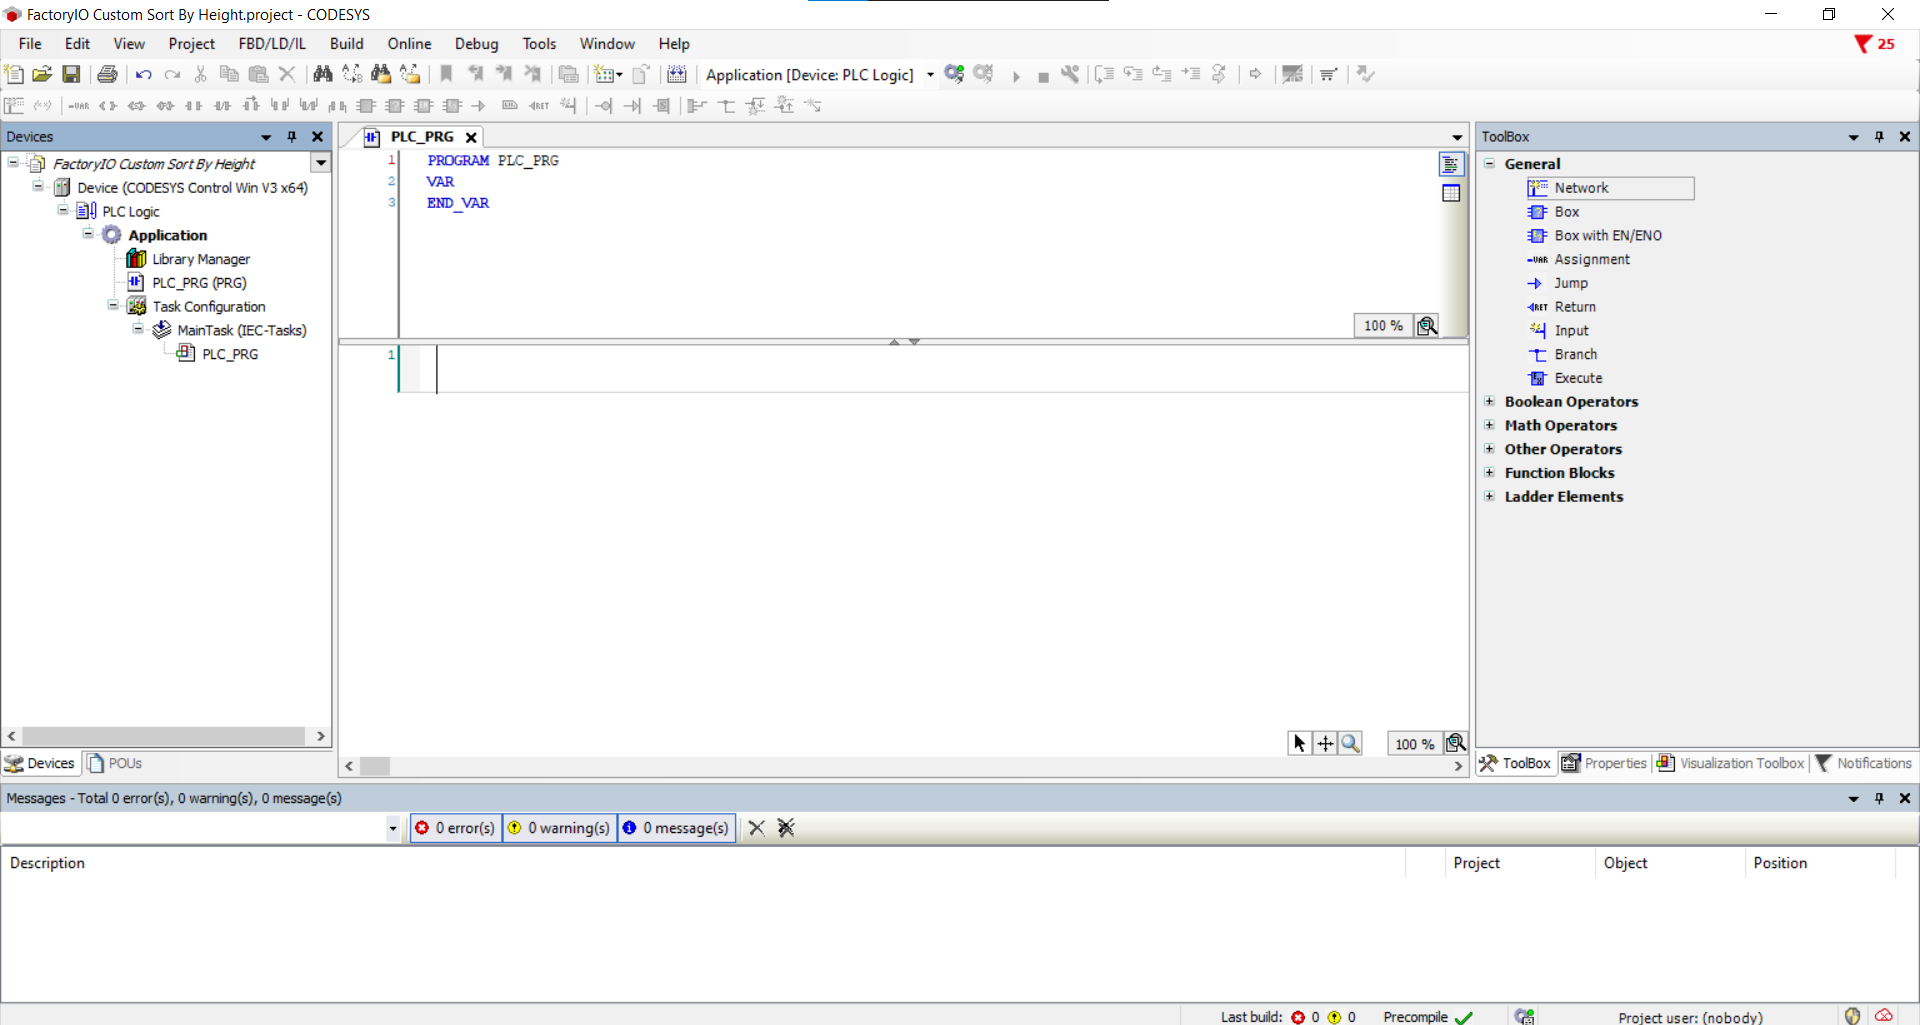 FactoryIO Custom Sort By Height.project - CODESYS
File Edit View Project FBD/LD/IL Build Online Debug Tools Window Help 25
Application [Device: PLC Logic]
Devices
FactoryIO Custom Sort By Height
Device (CODESYS Control Win V3 x64)
PLC Logic
Application
Library Manager
PLC_PRG (PRG)
Task Configuration
MainTask (IEC-Tasks)
PLC_PRG
Devices POUs
PLC_PRG
1 PROGRAM PLC_PRG
2 VAR
3 END_VAR
100 %
1
100 %
ToolBox
General
Network
Box
Box with EN/ENO
-VAR Assignment
Jump
RET Return
Input
Branch
Execute
Boolean Operators
Math Operators
Other Operators
Function Blocks
Ladder Elements
ToolBox Properties Visualization Toolbox Notifications
Messages - Total 0 error(s), 0 warning(s), 0 message(s)
0 error(s) 0 warning(s) 0 message(s)
Description Project Object Position
Last build: 0 0 Precompile Project user: (nobody)